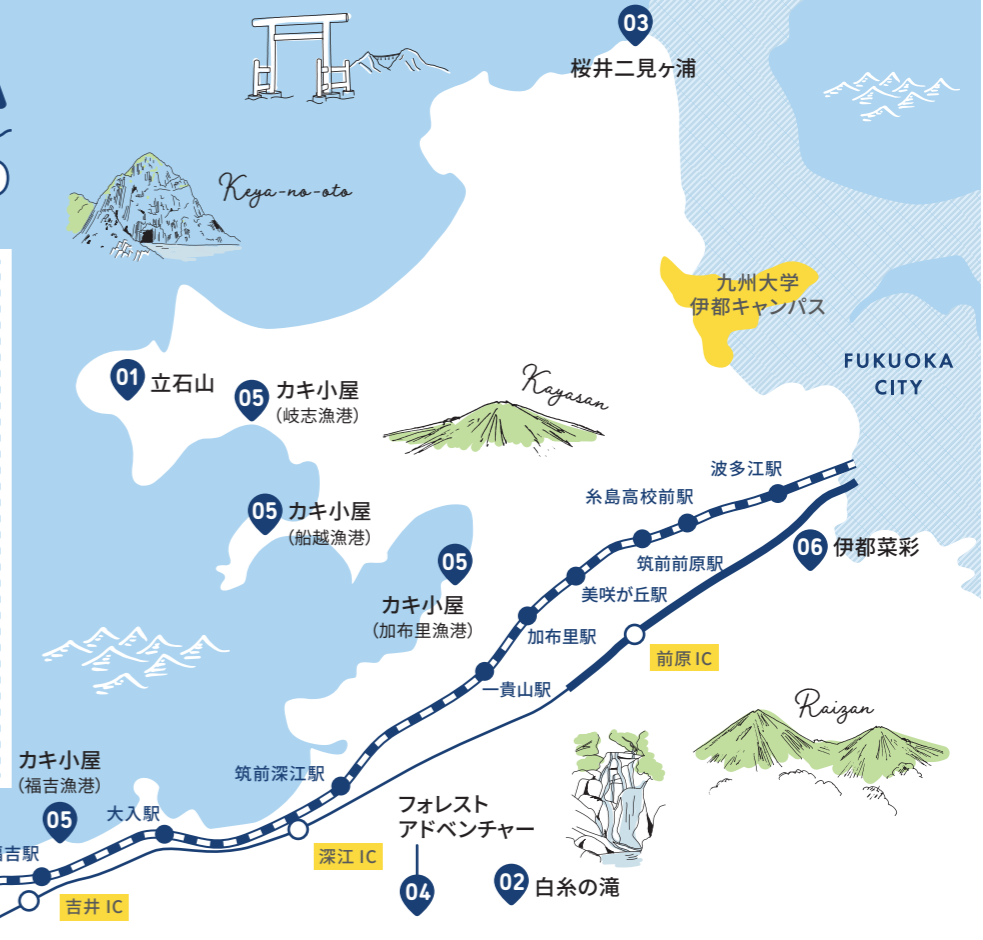 03
桜井二見ヶ浦
Keya-no-oto
九州大学
伊都キャンパス
FUKUOKA
CITY
01
立石山
05
カキ小屋
(岐志漁港)
Kayasan
波多江駅
糸島高校前駅
筑前前原駅
美咲が丘駅
加布里駅
一貴山駅
05
カキ小屋
(船越漁港)
05
カキ小屋
(加布里漁港)
06
伊都菜彩
前原 IC
Raizan
カキ小屋
(福吉漁港)
05
大入駅
筑前深江駅
フォレスト
アドベンチャー
04
02
白糸の滝
深江 IC
吉駅
吉井 IC